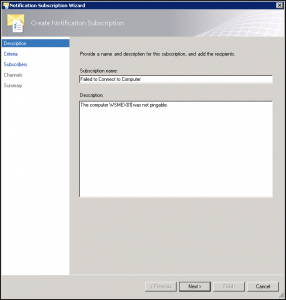 Notification Subscription Wizard
Create Notification Subscription
Description
Criteria
Subscribers
Channels
Summary
Provide a name and description for this subscription, and add the recipients.
Subscription name:
Failed to Connect to Computer
Description:
The computer WSMEX01 was not pingable.
< Previous
Next >
Finish
Cancel